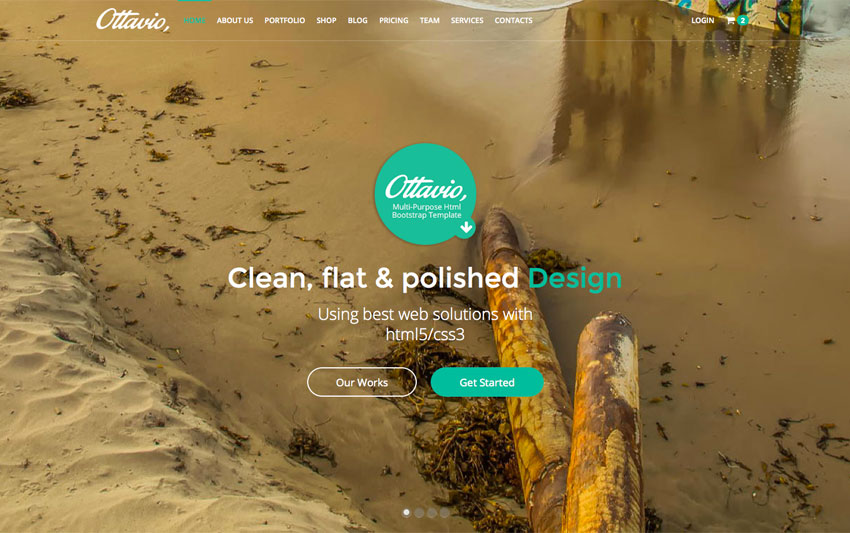 Ottavio,
HOME ABOUT US PORTFOLIO SHOP BLOG PRICING TEAM SERVICES CONTACTS
LOGIN 2
Ottavio,
Multi-Purpose Html
Bootstrap Template
Clean, flat & polished Design
Using best web solutions with
html5/css3
Our Works
Get Started